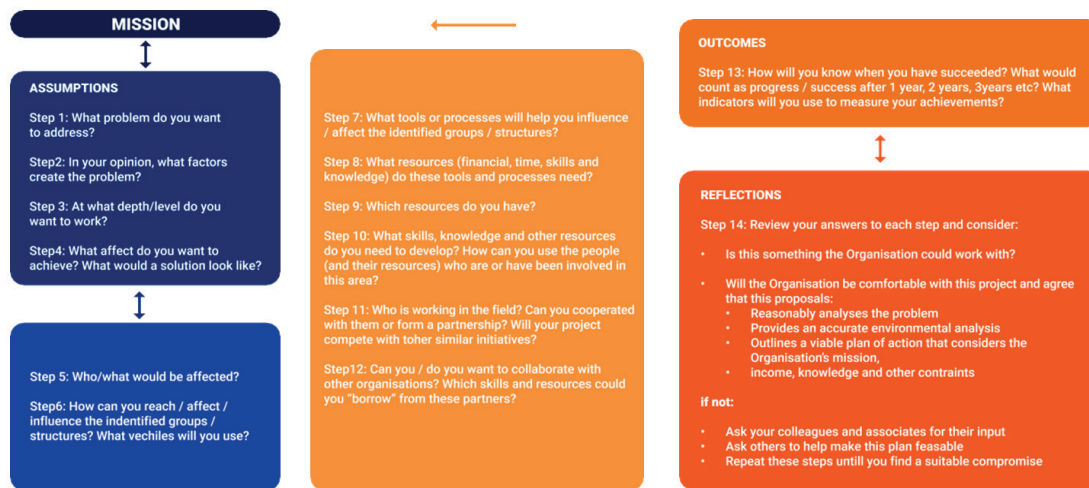 MISSION
ASSUMPTIONS
Step 1: What problem do you want
to address?
Step2: In your opinion, what factors
create the problem?
Step 3: At what depth/level do you
want to work?
Step4: What affect do you want to
achieve? What would a solution look like?
Step 5: Who/what would be affected?
Step6: How can you reach / affect /
influence the indentified groups /
structures? What vechiles will you use?
Step 7: What tools or processes will help you influence
/ affect the identified groups / structures?
Step 8: What resources (financial, time, skills and
knowledge) do these tools and processes need?
Step 9: Which resources do you have?
Step 10: What skills, knowledge and other resources
do you need to develop? How can you use the people
(and their resources) who are or have been involved in
this area?
Step 11: Who is working in the field? Can you cooperated
with them or form a partnership? Will your project
compete with toher similar initiatives?
Step12: Can you / do you want to collaborate with
other organisations? Which skills and resources could
you "borrow" from these partners?
OUTCOMES
Step 13: How will you know when you have succeeded? What would
count as progress / success after 1 year, 2 years, 3years etc? What
indicators will you use to measure your achievements?
REFLECTIONS
Step 14: Review your answers to each step and consider:
• Is this something the Organisation could work with?
• Will the Organisation be comfortable with this project and agree
that this proposals:
• Reasonably analyses the problem
• Provides an accurate environmental analysis
• Outlines a viable plan of action that considers the
Organisation's mission,
• income, knowledge and other contraints
if not:
• Ask your colleagues and associates for their input
• Ask others to help make this plan feasable
• Repeat these steps untill you find a suitable compromise